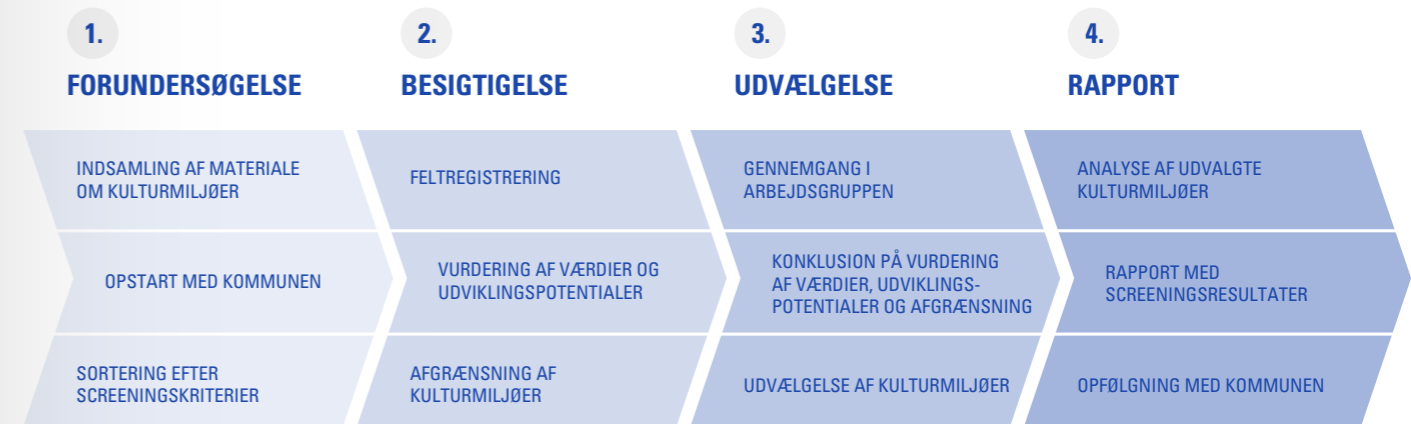 1.
FORUNDERSØGELSE
INDSAMLING AF MATERIALE
OM KULTURMILJØER
OPSTART MED KOMMUNEN
SORTERING EFTER
SCREENINGSKRITERIER
2.
BESIGTIGELSE
FELTREGISTRERING
VURDERING AF VÆRDIER OG
UDVIKLINGSPOTENTIALER
AFGRÆNSNING AF
KULTURMILJØER
3.
UDVÆLGELSE
GENNEMGANG I
ARBEJDSGRUPPEN
KONKLUSION PÅ VURDERING
AF VÆRDIER, UDVIKLINGS-
POTENTIALER OG AFGRÆNSNING
UDVÆLGELSE AF KULTURMILJØER
4.
RAPPORT
ANALYSE AF UDVALGTE
KULTURMILJØER
RAPPORT MED
SCREENINGSRESULTATER
OPFØLGNING MED KOMMUNEN